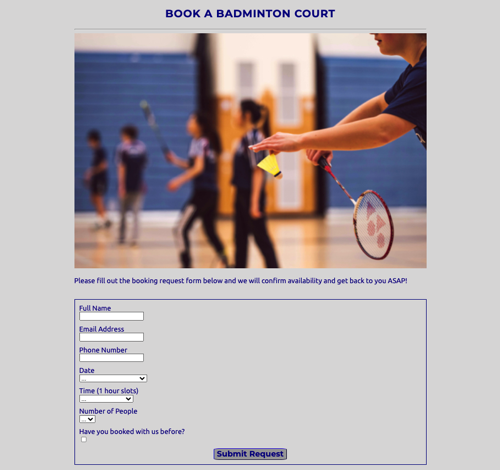 BOOK A BADMINTON COURT
Please fill out the booking request form below and we will confirm availability and get back to you ASAP!
Full Name
Email Address
Phone Number
Date
...
Time (1 hour slots)
...
Number of People
...
Have you booked with us before?
Submit Request